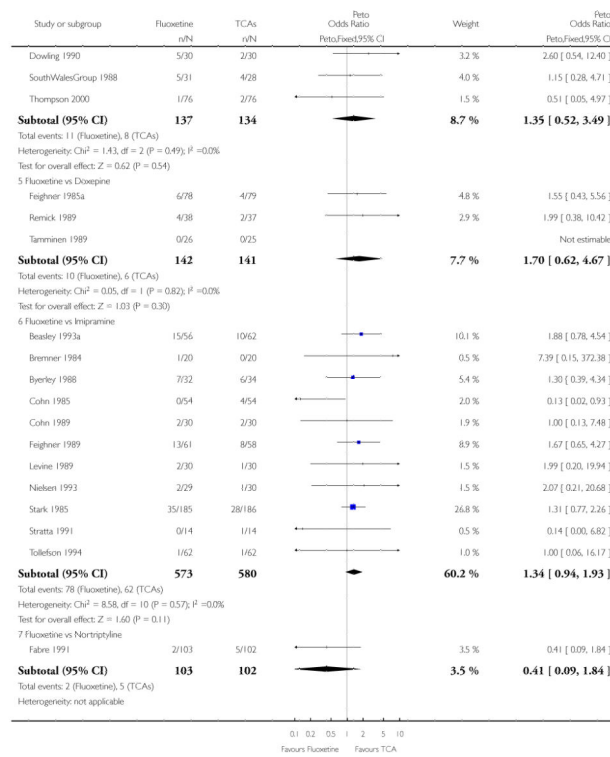 Study or subgroup Fluoxetine TCAs Peto Odds Ratio Weight Peto Odds Ratio
n/N n/N Peto,Fixed,95% CI Peto,Fixed,95% CI
Dowling 1990 5/30 2/30 3.2 % 2.60 [ 0.54, 12.40 ]
SouthWalesGroup 1988 5/31 4/28 4.0 % 1.15 [ 0.28, 4.71 ]
Thompson 2000 1/76 2/76 1.5 % 0.51 [ 0.05, 4.97 ]
Subtotal (95% CI) 137 134 8.7 % 1.35 [ 0.52, 3.49 ]
Total events: 11 (Fluoxetine), 8 (TCAs)
Heterogeneity: Chi² = 1.43, df = 2 (P = 0.49); I² =0.0%
Test for overall effect: Z = 0.62 (P = 0.54)
5 Fluoxetine vs Doxepine
Feighner 1985a 6/78 4/79 4.8 % 1.55 [ 0.43, 5.56 ]
Remick 1989 4/38 2/37 2.9 % 1.99 [ 0.38, 10.42 ]
Tamminen 1989 0/26 0/25 Not estimable
Subtotal (95% CI) 142 141 7.7 % 1.70 [ 0.62, 4.67 ]
Total events: 10 (Fluoxetine), 6 (TCAs)
Heterogeneity: Chi² = 0.05, df = 1 (P = 0.82); I² =0.0%
Test for overall effect: Z = 1.03 (P = 0.30)
6 Fluoxetine vs Imipramine
Beasley 1993a 15/56 10/62 10.1 % 1.88 [ 0.78, 4.54 ]
Bremner 1984 1/20 0/20 0.5 % 7.39 [ 0.15, 372.38 ]
Byerley 1988 7/32 6/34 5.4 % 1.30 [ 0.39, 4.34 ]
Cohn 1985 0/54 4/54 2.0 % 0.13 [ 0.02, 0.93 ]
Cohn 1989 2/30 2/30 1.9 % 1.00 [ 0.13, 7.48 ]
Feighner 1989 13/61 8/58 8.9 % 1.67 [ 0.65, 4.27 ]
Levine 1989 2/30 1/30 1.5 % 1.99 [ 0.20, 19.94 ]
Nielsen 1993 2/29 1/30 1.5 % 2.07 [ 0.21, 20.68 ]
Stark 1985 35/185 28/186 26.8 % 1.31 [ 0.77, 2.26 ]
Stratta 1991 0/14 1/14 0.5 % 0.14 [ 0.00, 6.82 ]
Tollefson 1994 1/62 1/62 1.0 % 1.00 [ 0.06, 16.17 ]
Subtotal (95% CI) 573 580 60.2 % 1.34 [ 0.94, 1.93 ]
Total events: 78 (Fluoxetine), 62 (TCAs)
Heterogeneity: Chi² = 8.58, df = 10 (P = 0.57); I² =0.0%
Test for overall effect: Z = 1.60 (P = 0.11)
7 Fluoxetine vs Nortriptyline
Fabre 1991 2/103 5/102 3.5 % 0.41 [ 0.09, 1.84 ]
Subtotal (95% CI) 103 102 3.5 % 0.41 [ 0.09, 1.84 ]
Total events: 2 (Fluoxetine), 5 (TCAs)
Heterogeneity: not applicable
0.1 0.2 0.5 1 2 5 10
Favours Fluoxetine Favours TCA